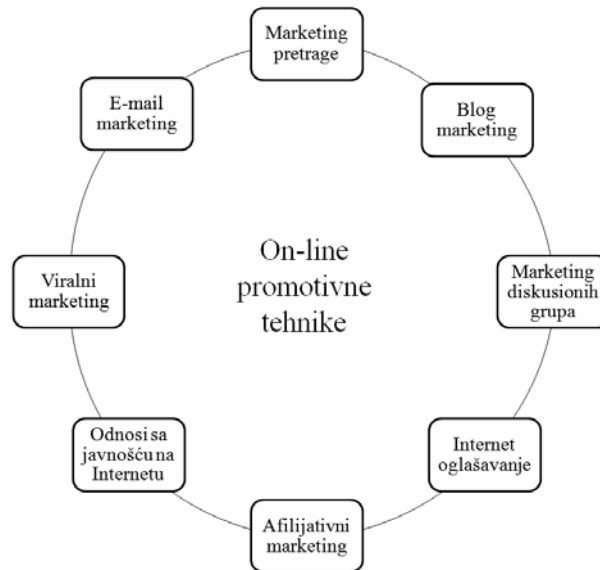 Marketing
pretrage
Blog
marketing
Marketing
diskusionih
grupa
Internet
oglašavanje
Afilijativni
marketing
Odnosi sa
javnošću na
Internetu
Viralni
marketing
E-mail
marketing
On-line
promotivne
tehnike